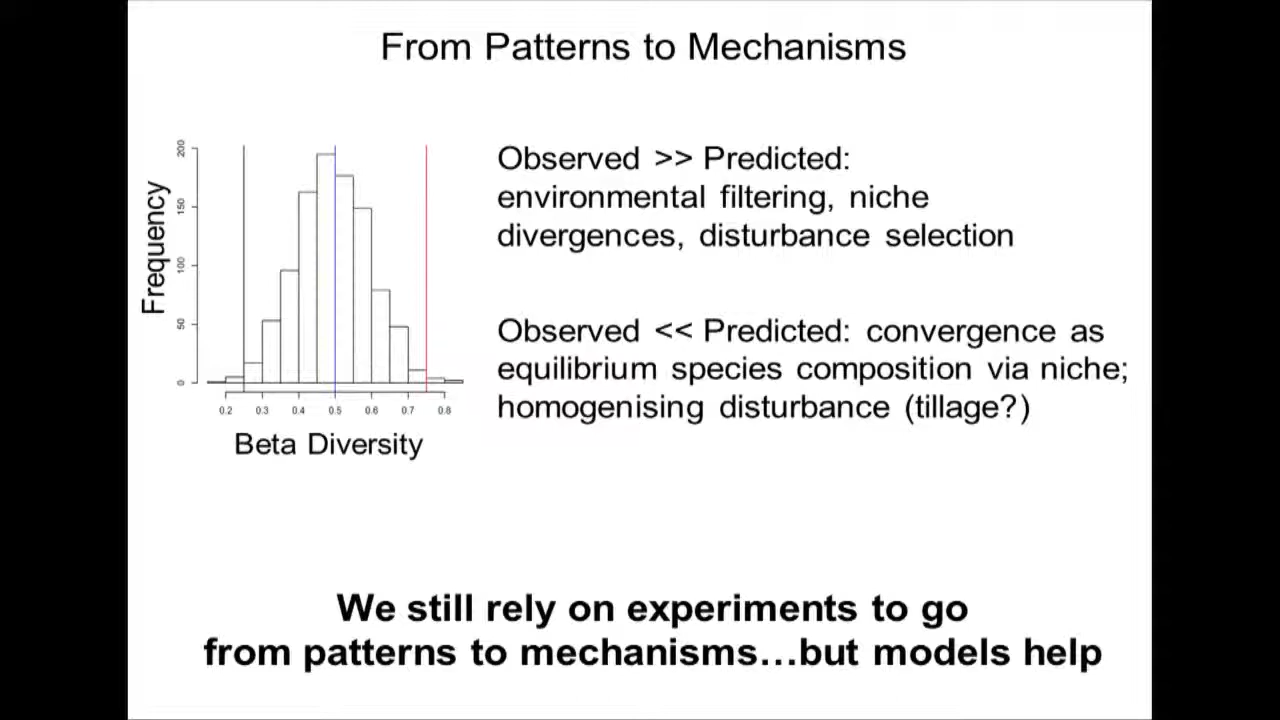 From Patterns to Mechanisms
200
150
100
50
0
Frequency
0.2 0.3 0.4 0.5 0.6 0.7 0.8
Beta Diversity
Observed >> Predicted:
environmental filtering, niche
divergences, disturbance selection
Observed << Predicted: convergence as
equilibrium species composition via niche;
homogenising disturbance (tillage?)
We still rely on experiments to go
from patterns to mechanisms…but models help